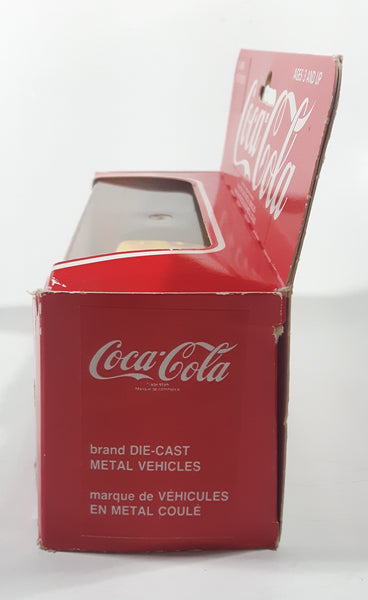 AGES 3 AND UP
Coca-Cola
Coca-Cola
brand DIE-CAST
METAL VEHICLES
marque de VÉHICULES
EN METAL COULÉ